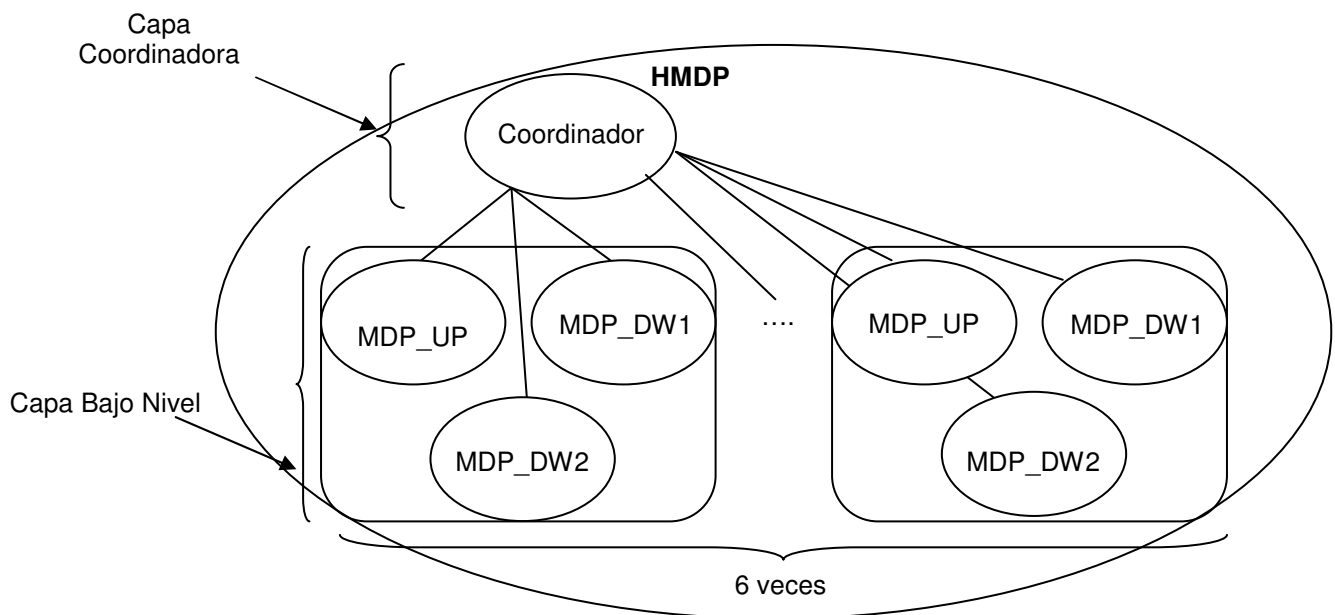 Capa
Coordinadora
HMDP
Coordinador
MDP_UP
MDP_DW1
MDP_DW2
....
MDP_UP
MDP_DW1
MDP_DW2
Capa Bajo Nivel
6 veces